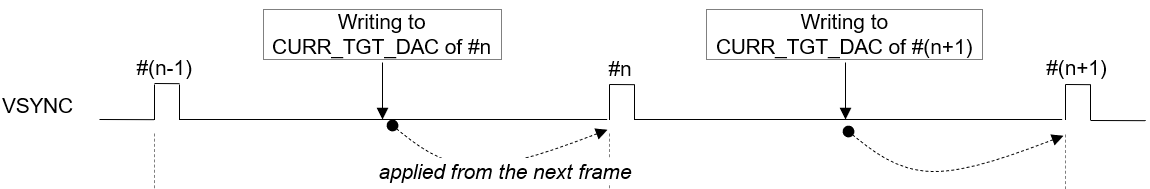 Writing to
CURR_TGT_DAC of #n
Writing to
CURR_TGT_DAC of #(n+1)
#(n-1)
#n
#(n+1)
VSYNC
applied from the next frame